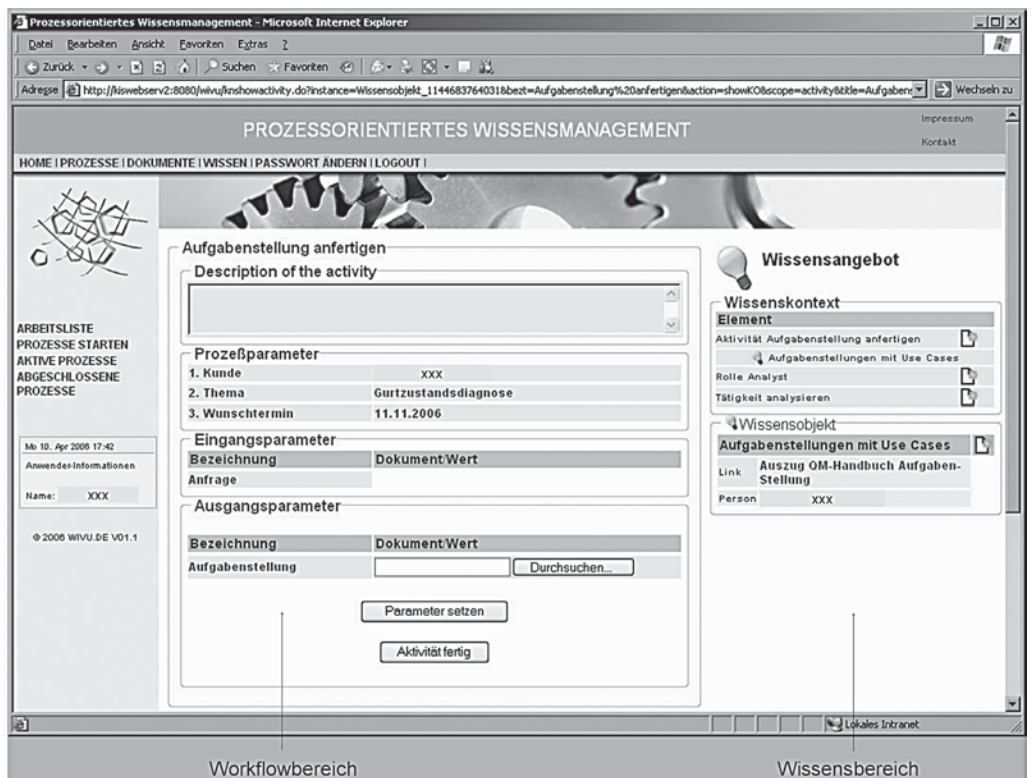 Prozessorientiertes Wissensmanagement - Microsoft Internet Explorer
Datei Bearbeiten Ansicht Favoriten Extras ?
Zurück Suchen Favoriten
Adresse http://kiswebserv2:8080/wivu/knshowactivity.do?instance=Wissensobjekt_1144683764031&bezt=Aufgabenstellung%20anfertigen&action=showKO&scope=activity&title=Aufgabens Wechseln zu
PROZESSORIENTIERTES WISSENSMANAGEMENT
Impressum
Kontakt
HOME | PROZESSE | DOKUMENTE | WISSEN | PASSWORT ÄNDERN | LOGOUT |
ARBEITSLISTE
PROZESSE STARTEN
AKTIVE PROZESSE
ABGESCHLOSSENE
PROZESSE
Mo 10. Apr 2006 17:42
Anwender-Informationen
Name: XXX
© 2006 WIVU.DE V01.1
Aufgabenstellung anfertigen
Description of the activity
Prozeßparameter
1. Kunde xxx
2. Thema Gurtzustandsdiagnose
3. Wunschtermin 11.11.2006
Eingangsparameter
Bezeichnung Dokument/Wert
Anfrage
Ausgangsparameter
Bezeichnung Dokument/Wert
Aufgabenstellung Durchsuchen...
Parameter setzen
Aktivität fertig
Wissensangebot
Wissenskontext
Element
Aktivität Aufgabenstellung anfertigen
Aufgabenstellungen mit Use Cases
Rolle Analyst
Tätigkeit analysieren
Wissensobjekt
Aufgabenstellungen mit Use Cases
Link Auszug QM-Handbuch Aufgaben-
Stellung
Person xxx
Lokales Intranet
Workflowbereich
Wissensbereich